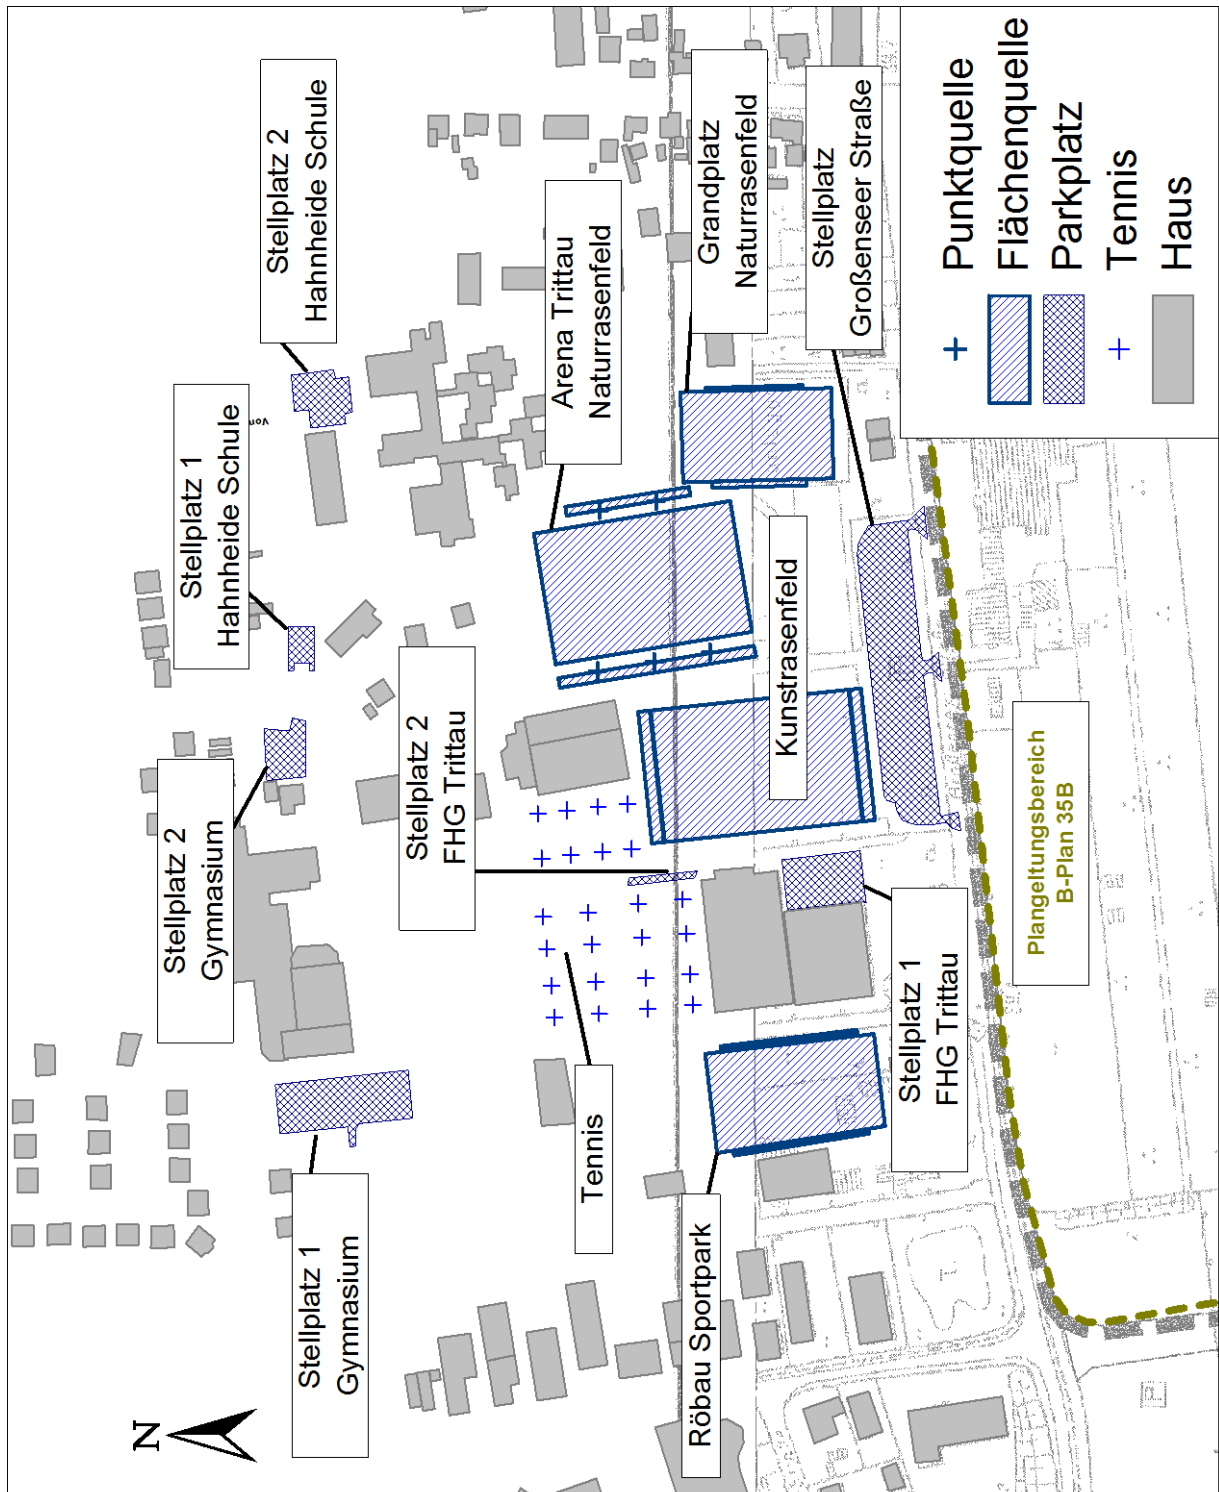 N
Stellplatz 1
Gymnasium
Stellplatz 2
Gymnasium
Stellplatz 1
Hahnheide Schule
Stellplatz 2
Hahnheide Schule
Von
Tennis
Stellplatz 2
FHG Trittau
Arena Trittau
Naturrasenfeld
Röbau Sportpark
Kunstrasenfeld
Grandplatz
Naturrasenfeld
Stellplatz 1
FHG Trittau
Stellplatz
Großenseer Straße
Plangeltungsbereich
B-Plan 35B
P
Punktquelle
Flächenquelle
Parkplatz
Tennis
Haus